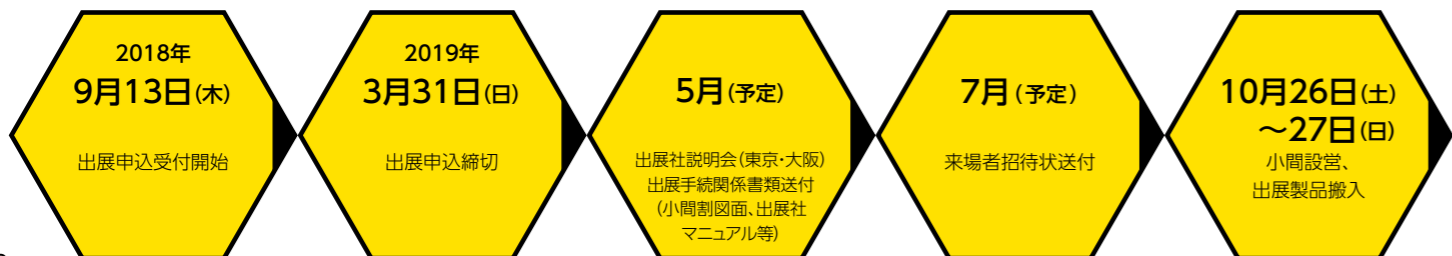 2018年
9月13日(木)
出展申込受付開始
2019年
3月31日(日)
出展申込締切
5月(予定)
出展社説明会(東京・大阪)
出展手続関係書類送付
(小間割図面、出展社
マニュアル等)
7月(予定)
来場者招待状送付
10月26日(土)
～27日(日)
小間設営、
出展製品搬入